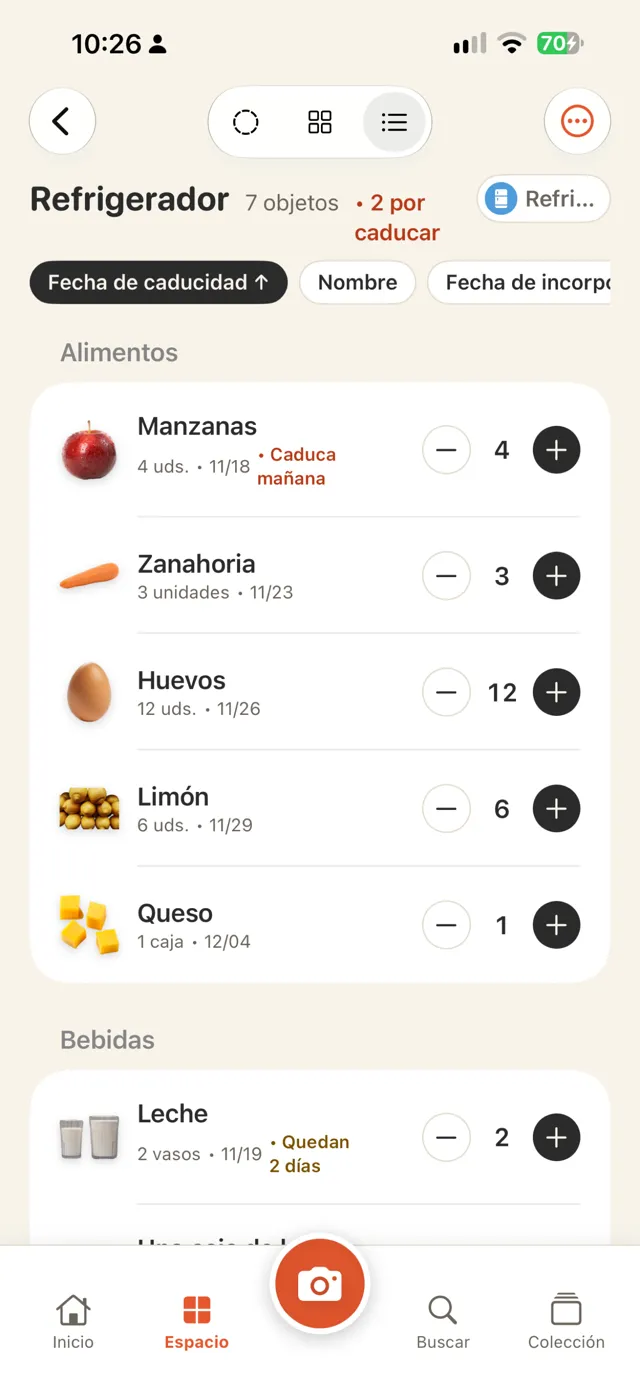 10:26
70
Refrigerador 7 objetos • 2 por caducar
Refri...
Fecha de caducidad ↑
Nombre
Fecha de incorpo
Alimentos
Manzanas
4 uds. • 11/18 • Caduca mañana
4
Zanahoria
3 unidades • 11/23
3
Huevos
12 uds. • 11/26
12
Limón
6 uds. • 11/29
6
Queso
1 caja • 12/04
1
Bebidas
Leche
2 vasos • 11/19 • Quedan 2 días
2
Inicio
Espacio
Buscar
Colección